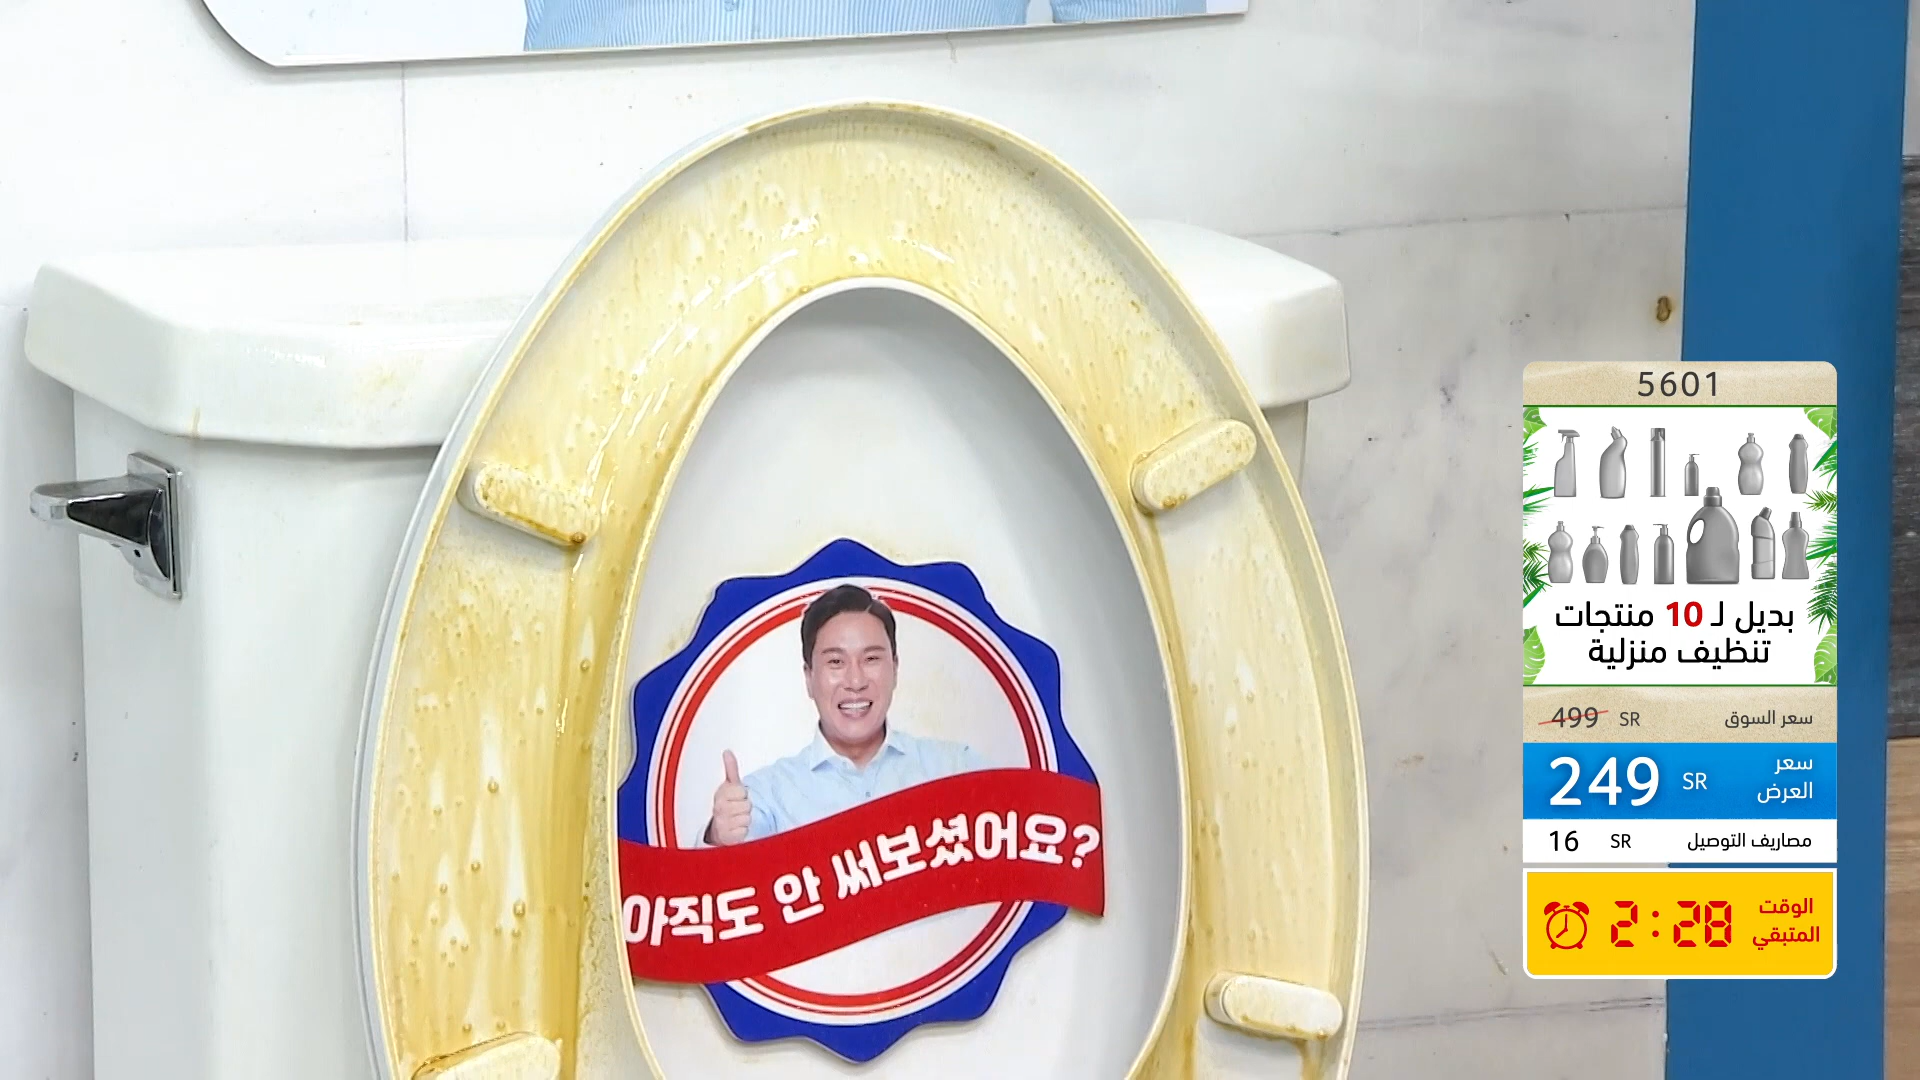 아직도 안 써보셨어요?
5601
بديل لـ 10 منتجات
تنظيف منزلية
سعر السوق SR 499
سعر العرض SR 249
مصاريف التوصيل SR 16
الوقت المتبقي 2:28